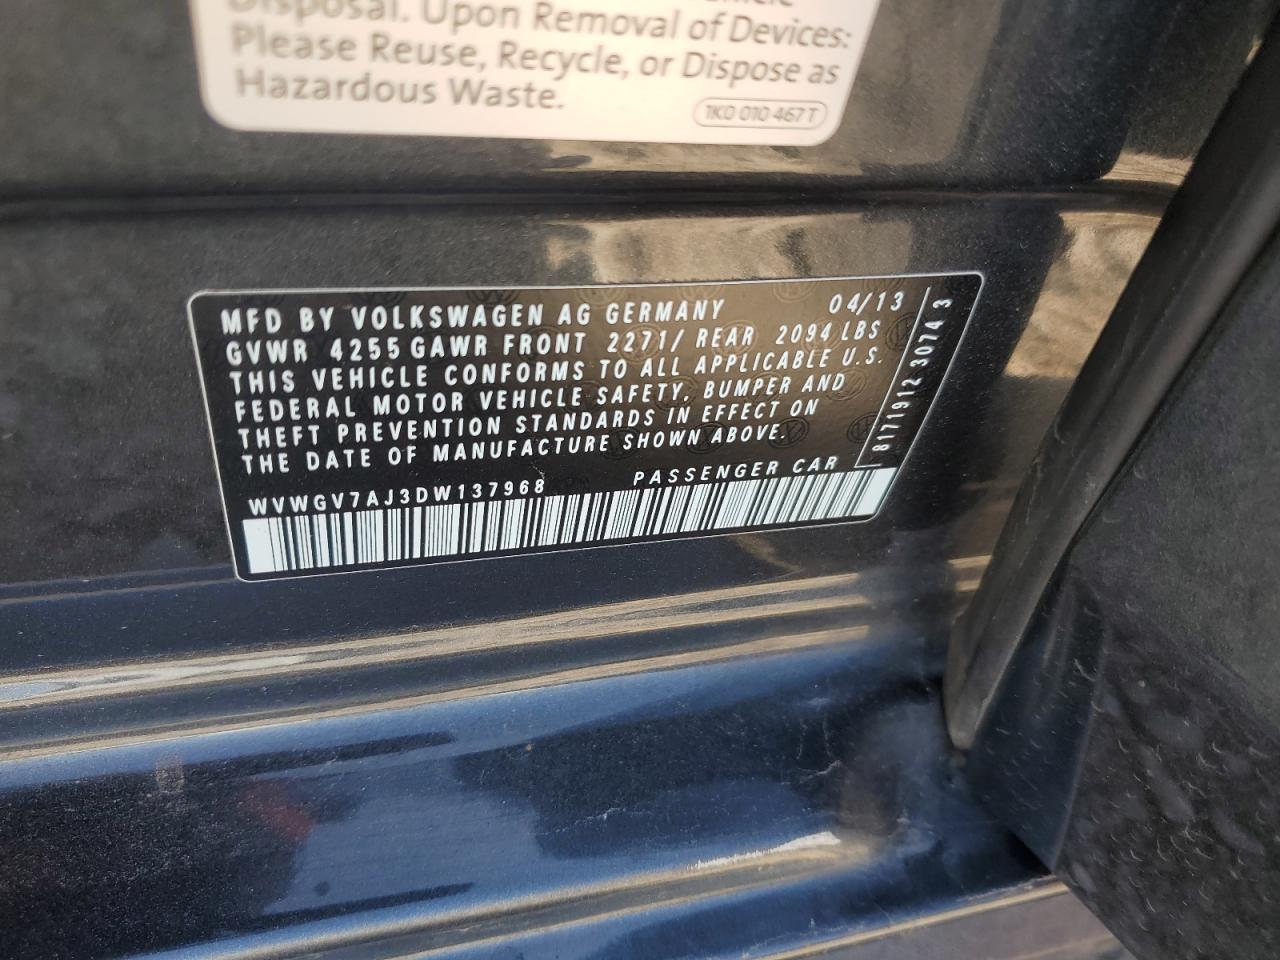 Disposal. Upon Removal of Devices:
Please Reuse, Recycle, or Dispose as
Hazardous Waste.
1K0 010 467 T
MFD BY VOLKSWAGEN AG GERMANY 04/13
GVWR 4255 GAWR FRONT 2271/ REAR 2094 LBS
THIS VEHICLE CONFORMS TO ALL APPLICABLE U.S.
FEDERAL MOTOR VEHICLE SAFETY, BUMPER AND
THEFT PREVENTION STANDARDS IN EFFECT ON
THE DATE OF MANUFACTURE SHOWN ABOVE.
WVWGV7AJ3DW137968 PASSENGER CAR
8171912 3074 3